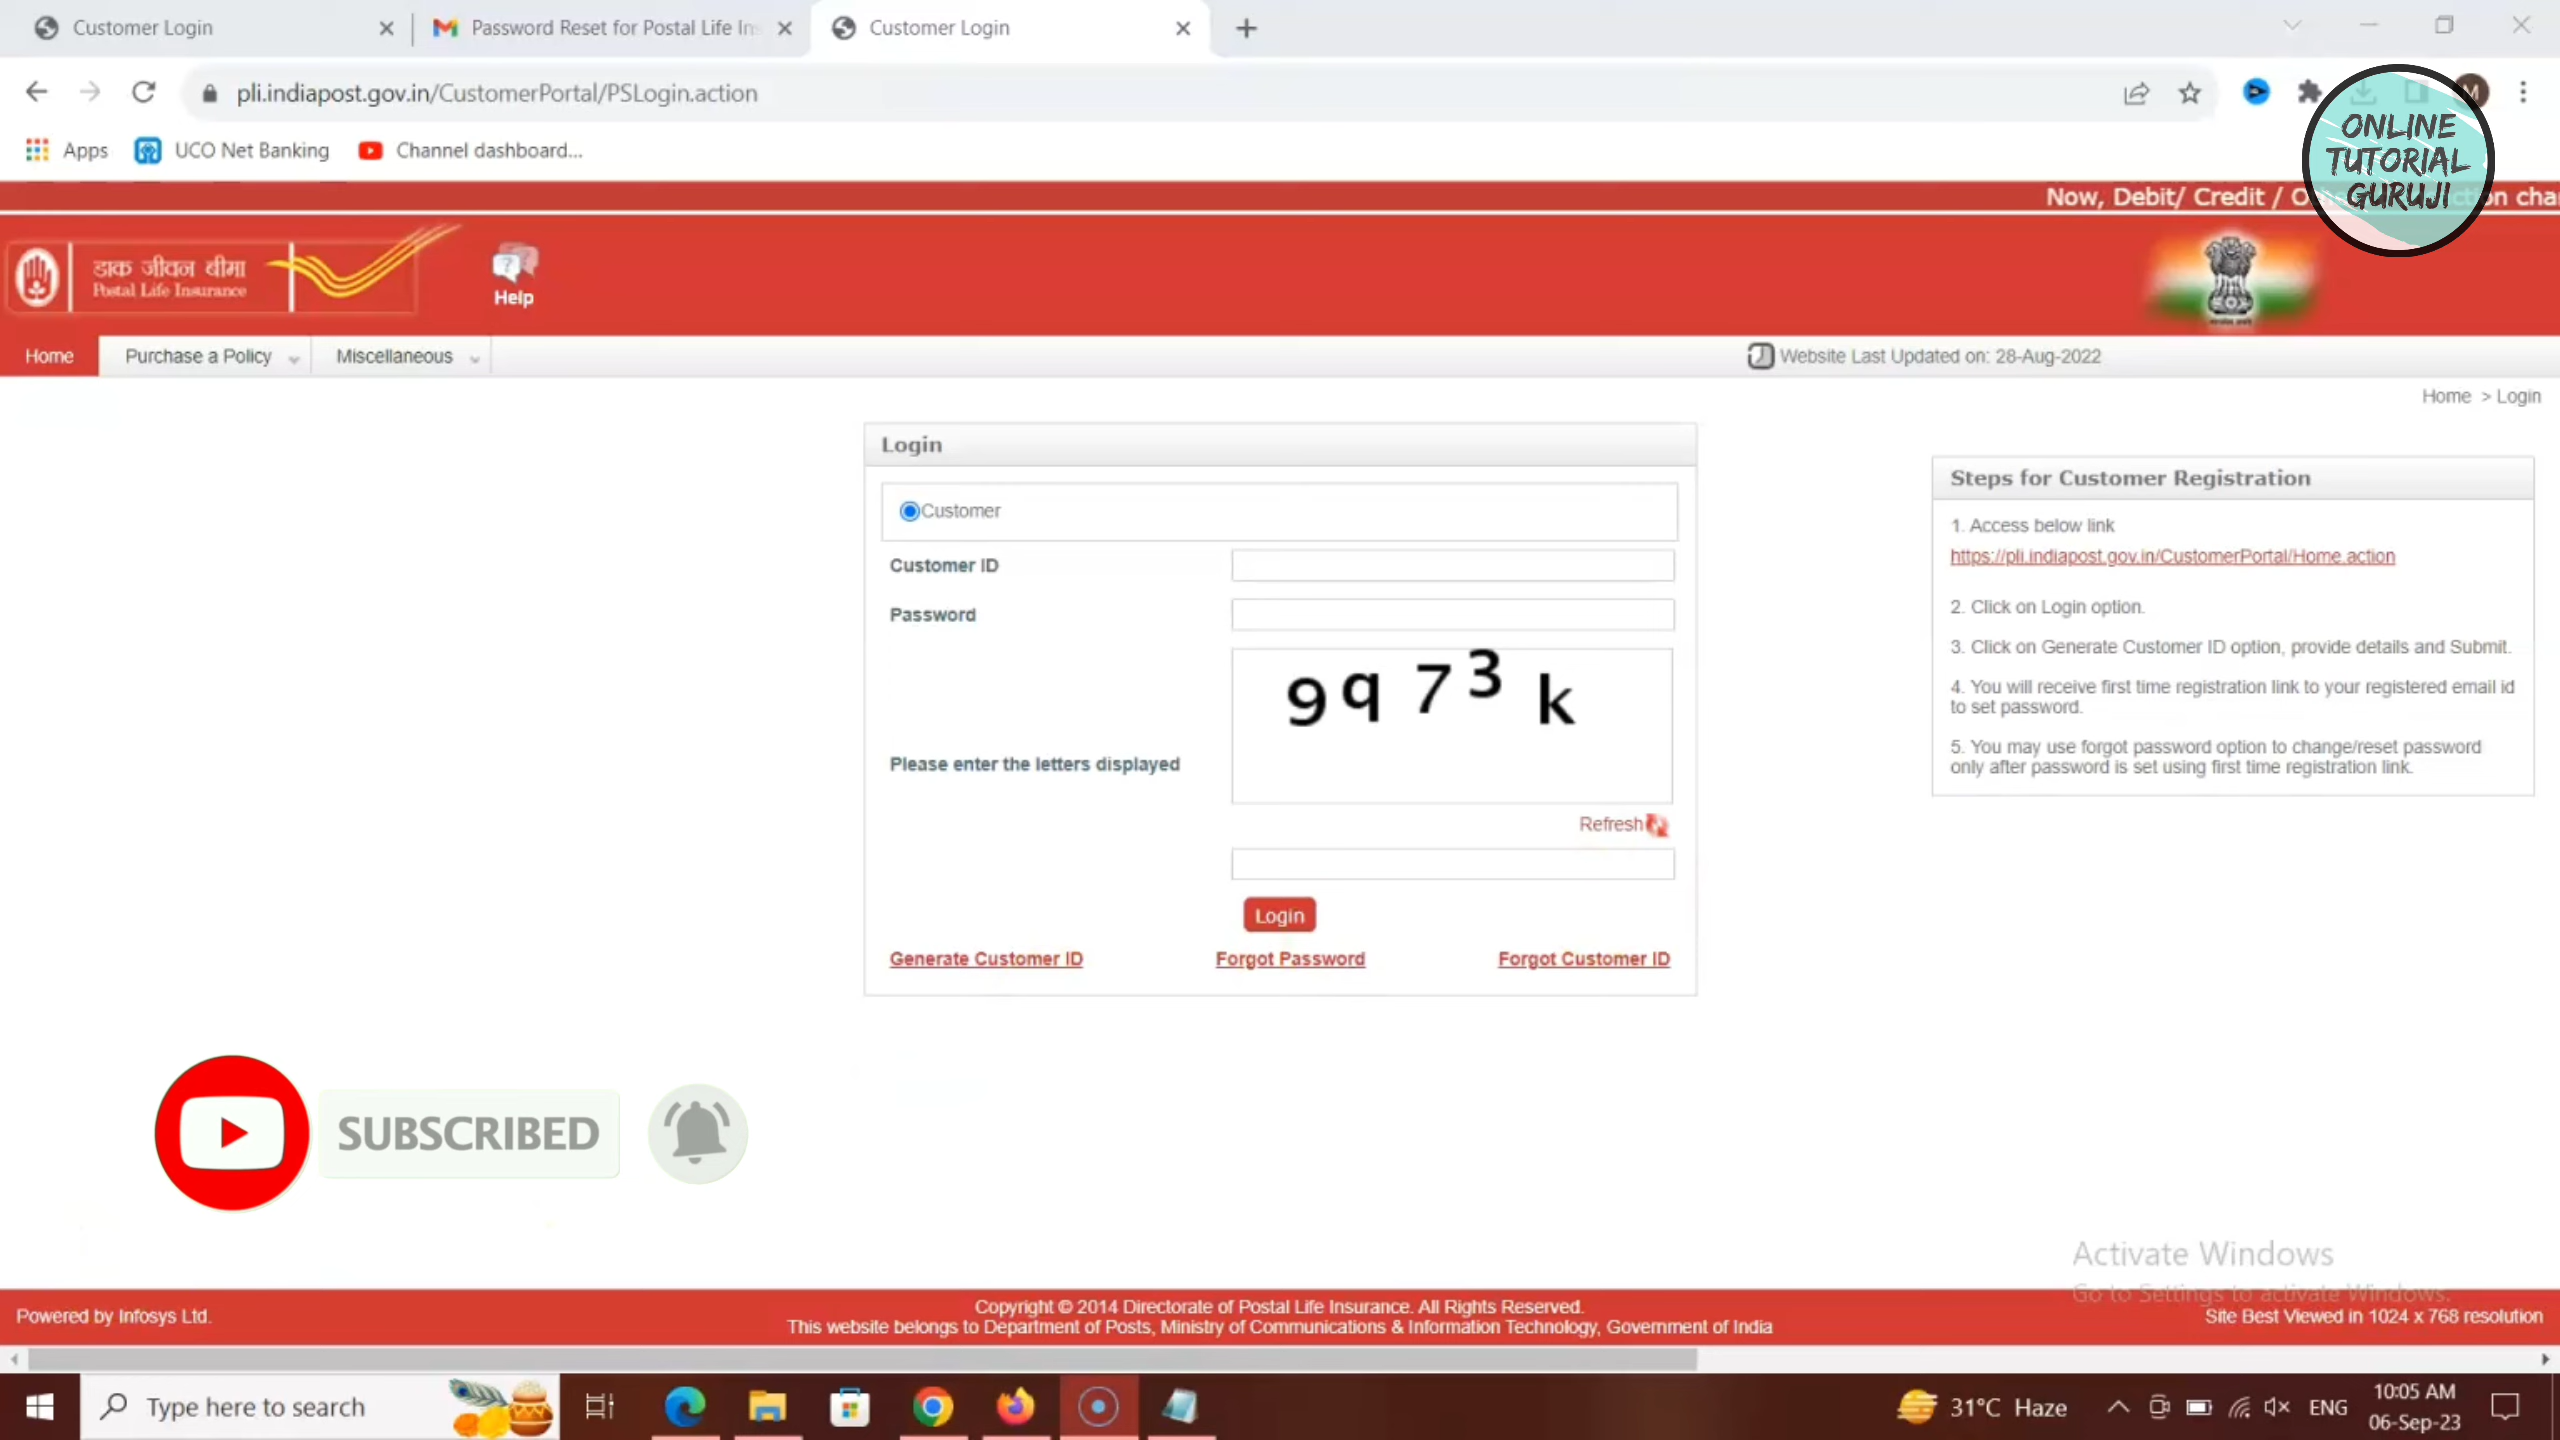 Customer Login
Password Reset for Postal Life In
Customer Login
pli.indiapost.gov.in/CustomerPortal/PSLogin.action
M
Apps
UCO Net Banking
Channel dashboard...
ONLINE
TUTORIAL
GURUJI
Now, Debit/ Credit /
डाक जीवन बीमा
Postal Life Insurance
Help
Home
Purchase a Policy
Miscellaneous
Website Last Updated on: 28-Aug-2022
Home > Login
Login
Customer
Customer ID
Password
9q73k
Please enter the letters displayed
Refresh
Login
Generate Customer ID
Forgot Password
Forgot Customer ID
Steps for Customer Registration
1. Access below link
https://pli.indiapost.gov.in/CustomerPortal/Home.action
2. Click on Login option.
3. Click on Generate Customer ID option, provide details and Submit.
4. You will receive first time registration link to your registered email id
to set password.
5. You may use forgot password option to change/reset password
only after password is set using first time registration link.
SUBSCRIBED
Activate Windows
Go to Settings to activate Windows.
Powered by Infosys Ltd.
Copyright © 2014 Directorate of Postal Life Insurance. All Rights Reserved.
This website belongs to Department of Posts, Ministry of Communications & Information Technology, Government of India
Site Best Viewed in 1024 x 768 resolution
Type here to search
31°C Haze
ENG
10:05 AM
06-Sep-23